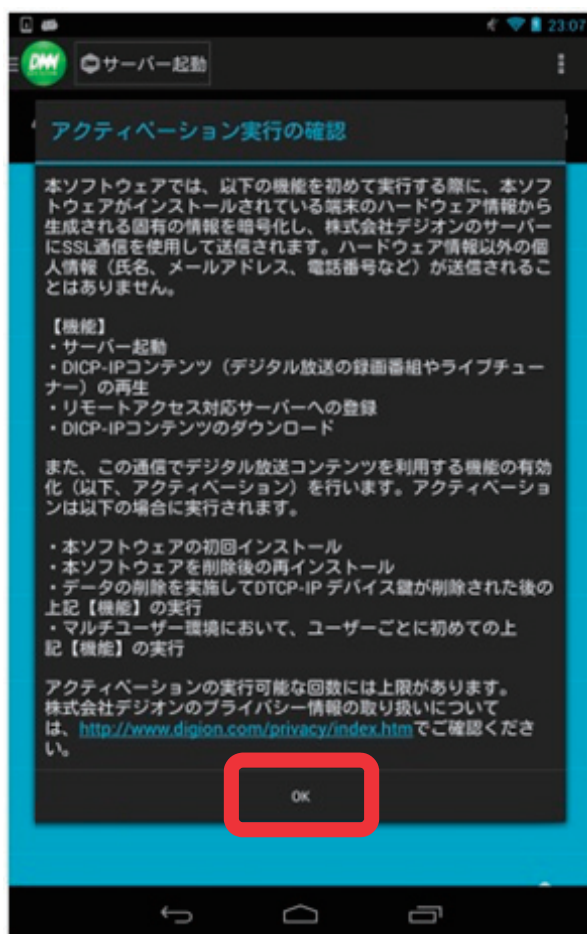 23:07
DMM
サーバー起動
アクティベーション実行の確認
本ソフトウェアでは、以下の機能を初めて実行する際に、本ソフ
トウェアがインストールされている端末のハードウェア情報から
生成される固有の情報を暗号化し、株式会社デジオンのサーバー
にSSL通信を使用して送信されます。ハードウェア情報以外の個
人情報（氏名、メールアドレス、電話番号など）が送信されるこ
とはありません。
【機能】
・サーバー起動
・DICP-IPコンテンツ（デジタル放送の録画番組やライブチュー
ナー）の再生
・リモートアクセス対応サーバーへの登録
・DICP-IPコンテンツのダウンロード
また、この通信でデジタル放送コンテンツを利用する機能の有効
化（以下、アクティベーション）を行います。アクティベーショ
ンは以下の場合に実行されます。
・本ソフトウェアの初回インストール
・本ソフトウェアを削除後の再インストール
・データの削除を実施してDTCP-IP デバイス鍵が削除された後の
上記【機能】の実行
・マルチユーザー環境において、ユーザーごとに初めての上
記【機能】の実行
アクティベーションの実行可能な回数には上限があります。
株式会社デジオンのプライバシー情報の取り扱いについて
は、http://www.digion.com/privacy/index.htmでご確認くださ
い。
OK